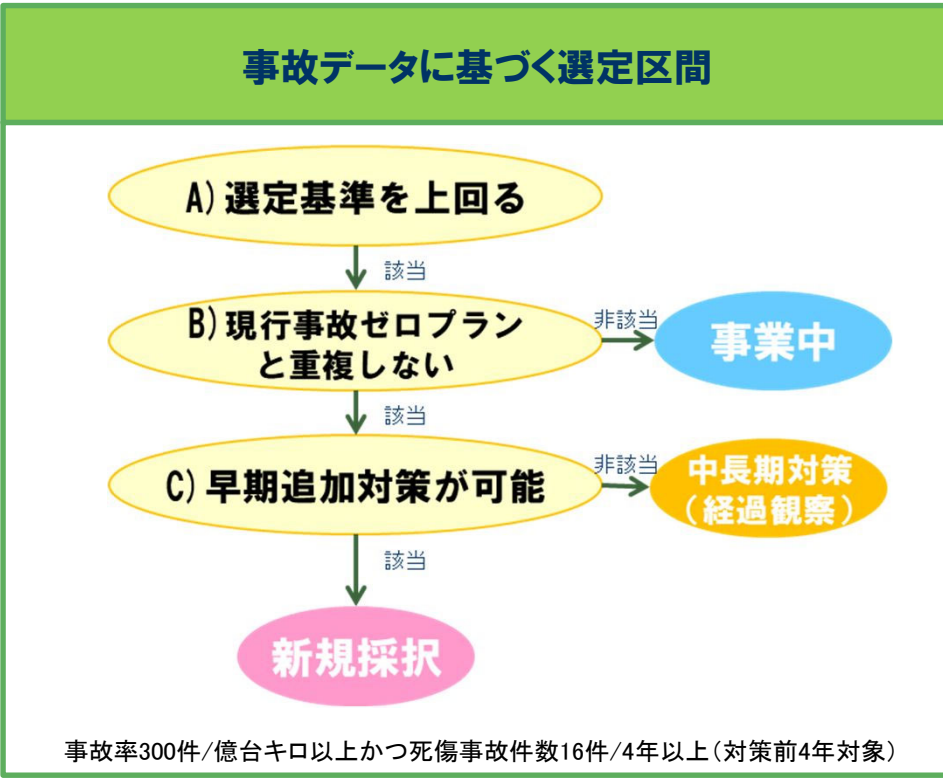 事故データに基づく選定区間
A)選定基準を上回る
該当
B)現行事故ゼロプラン
と重複しない
非該当
事業中
該当
C)早期追加対策が可能
非該当
中長期対策
（経過観察）
該当
新規採択
事故率300件/億台キロ以上かつ死傷事故件数16件/4年以上（対策前4年対象）